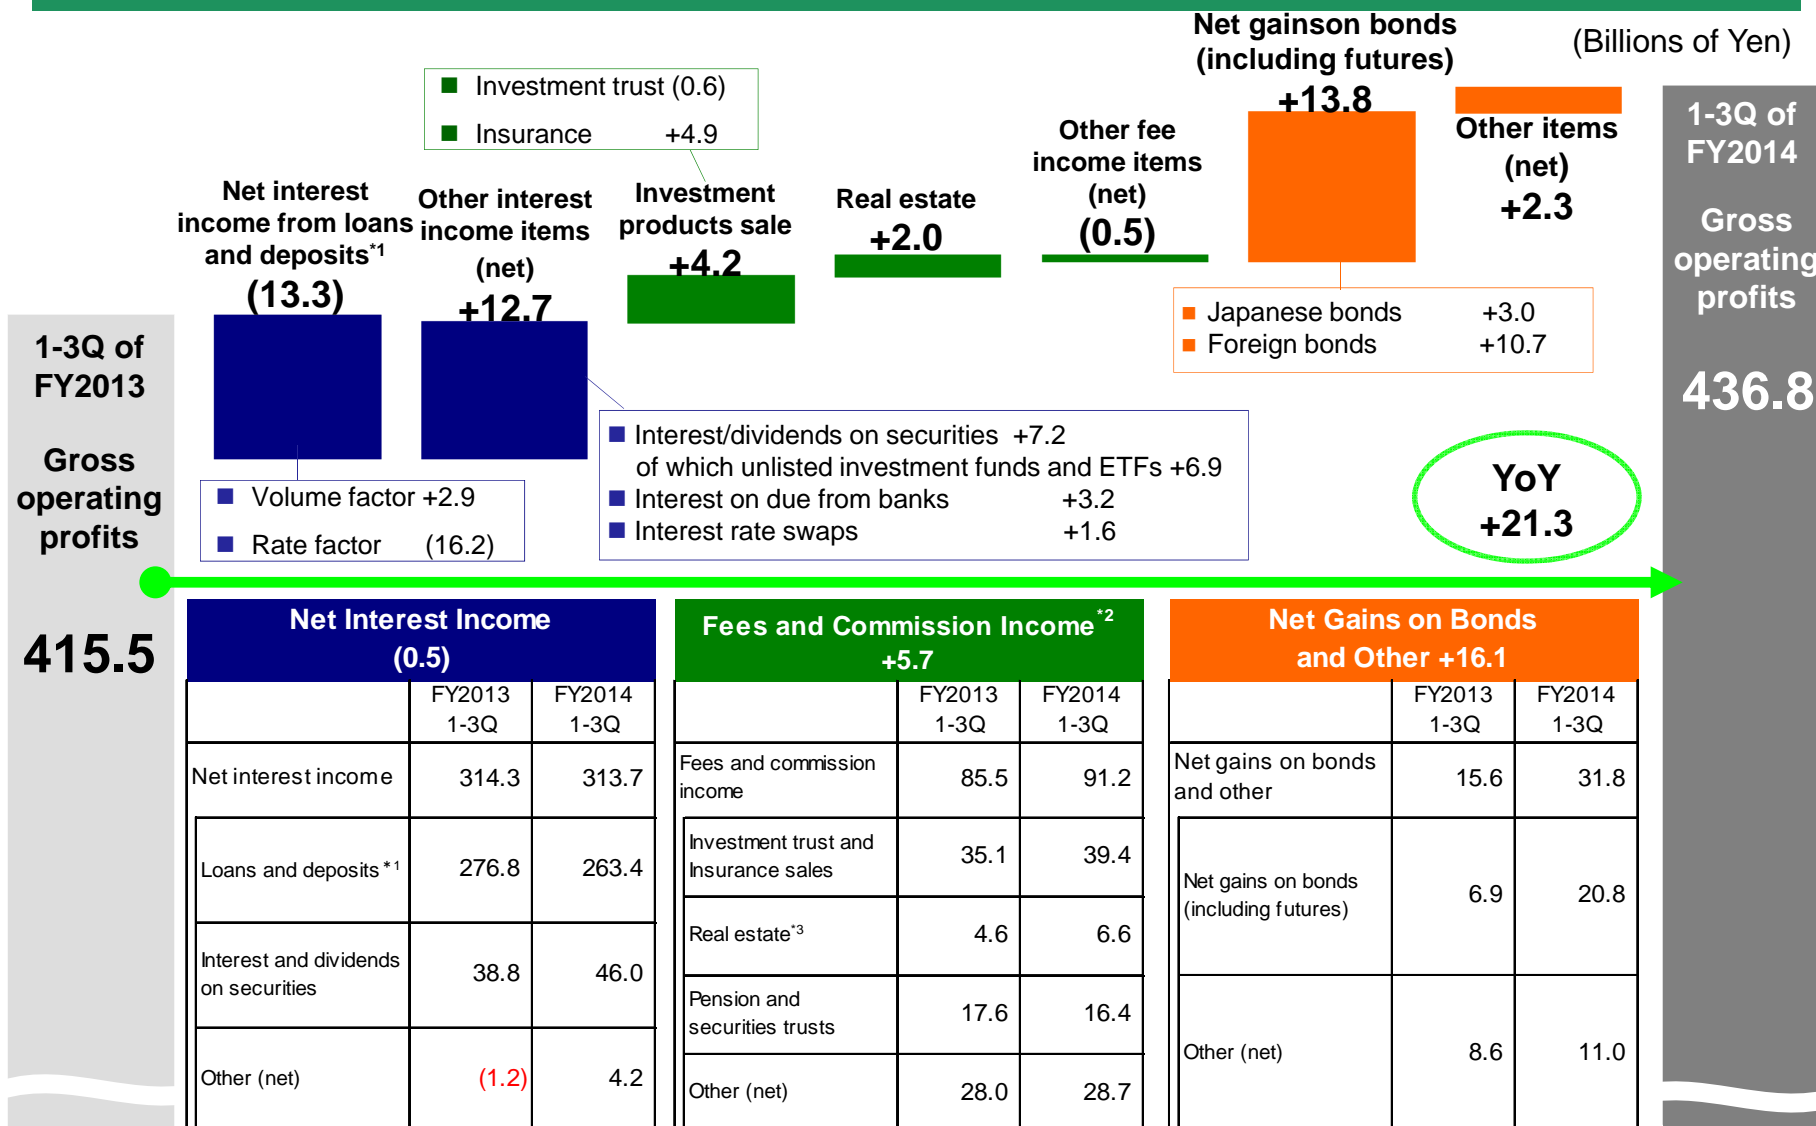 (Billions of Yen)
1-3Q of
FY2013
Gross
operating
profits
415.5
Net interest
income from loans
and deposits*1
(13.3)
■ Volume factor +2.9
■ Rate factor (16.2)
Other interest
income items
(net)
+12.7
■ Interest/dividends on securities +7.2
of which unlisted investment funds and ETFs +6.9
■ Interest on due from banks +3.2
■ Interest rate swaps +1.6
■ Investment trust (0.6)
■ Insurance +4.9
Investment
products sale
+4.2
Real estate
+2.0
Other fee
income items
(net)
(0.5)
Net gainson bonds
(including futures)
+13.8
■ Japanese bonds +3.0
■ Foreign bonds +10.7
Other items
(net)
+2.3
YoY
+21.3
1-3Q of
FY2014
Gross
operating
profits
436.8
Net Interest Income
(0.5)
FY2013 FY2014
1-3Q 1-3Q
Net interest income 314.3 313.7
Loans and deposits *1 276.8 263.4
Interest and dividends
on securities 38.8 46.0
Other (net) (1.2) 4.2
Fees and Commission Income*2
+5.7
FY2013 FY2014
1-3Q 1-3Q
Fees and commission
income 85.5 91.2
Investment trust and
Insurance sales 35.1 39.4
Real estate*3 4.6 6.6
Pension and
securities trusts 17.6 16.4
Other (net) 28.0 28.7
Net Gains on Bonds
and Other +16.1
FY2013 FY2014
1-3Q 1-3Q
Net gains on bonds
and other 15.6 31.8
Net gains on bonds
(including futures) 6.9 20.8
Other (net) 8.6 11.0